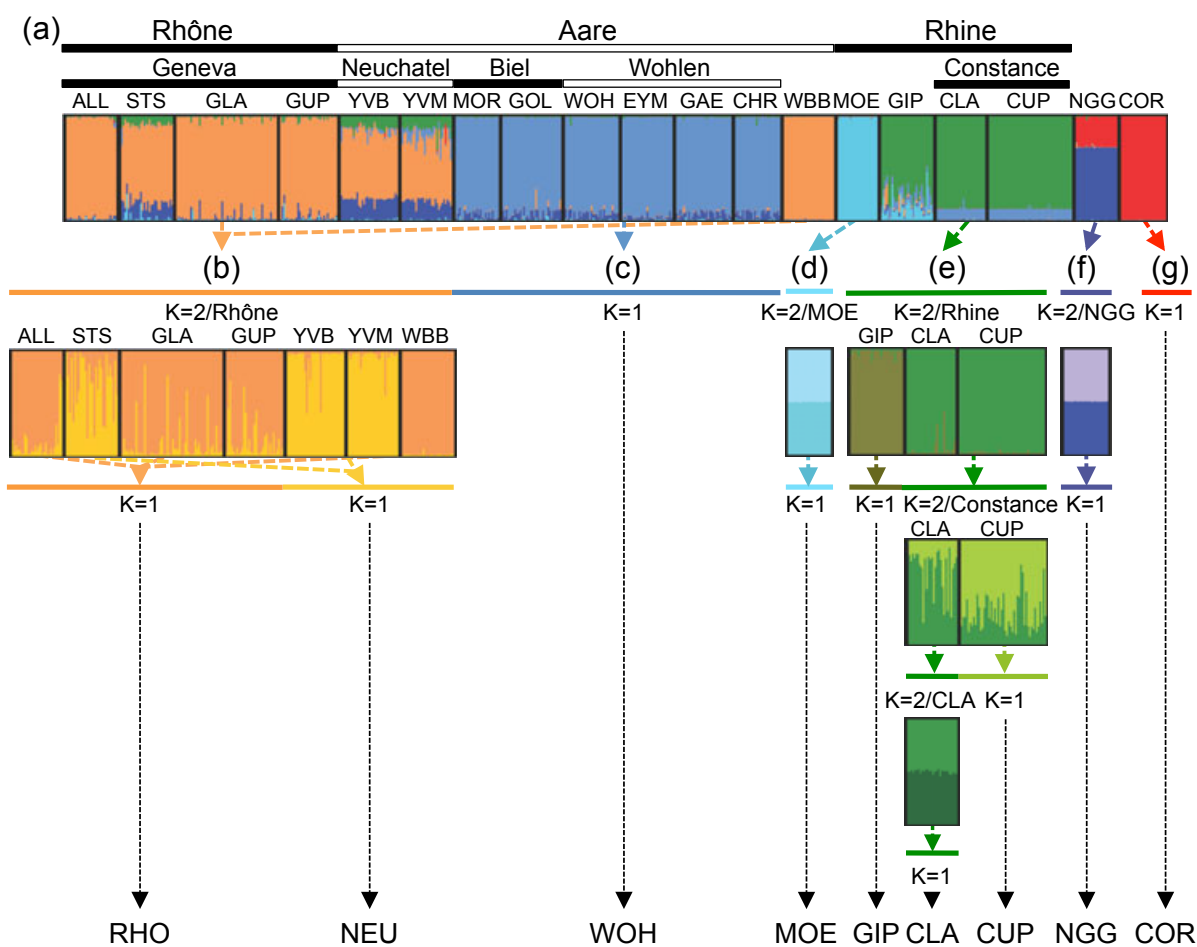 (a)
Rhône Aare Rhine
Geneva Neuchatel Biel Wohlen Constance
ALL STS GLA GUP YVB YVM MOR GOL WOH EYM GAE CHR WBB MOE GIP CLA CUP NGG COR
(b) (c) (d) (e) (f) (g)
K=2/Rhône K=1 K=2/MOE K=2/Rhine K=2/NGG K=1
ALL STS GLA GUP YVB YVM WBB GIP CLA CUP
K=1 K=1 K=1 K=1 K=2/Constance K=1
CLA CUP
K=2/CLA K=1
K=1
RHO NEU WOH MOE GIP CLA CUP NGG COR